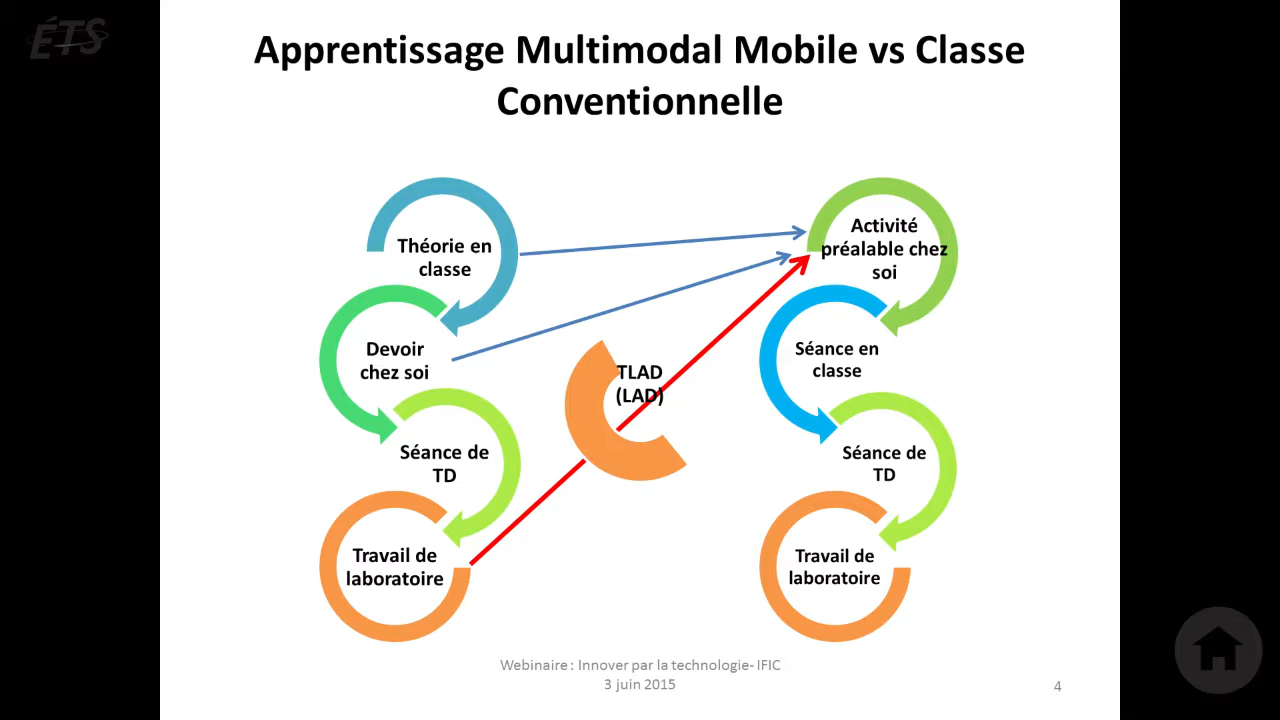 ÉTS
Apprentissage Multimodal Mobile vs Classe
Conventionnelle
Théorie en
classe
Devoir
chez soi
Séance de
TD
Travail de
laboratoire
TLAD
(LAD)
Activité
préalable chez
soi
Séance en
classe
Séance de
TD
Travail de
laboratoire
Webinaire : Innover par la technologie- IFIC
3 juin 2015
4